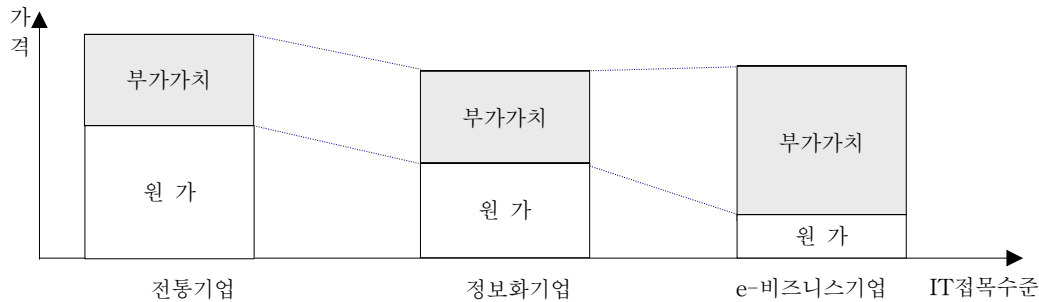 가
격
부가가치
부가가치
부가가치
원 가
원 가
원 가
전통기업
정보화기업
e-비즈니스기업
IT접목수준